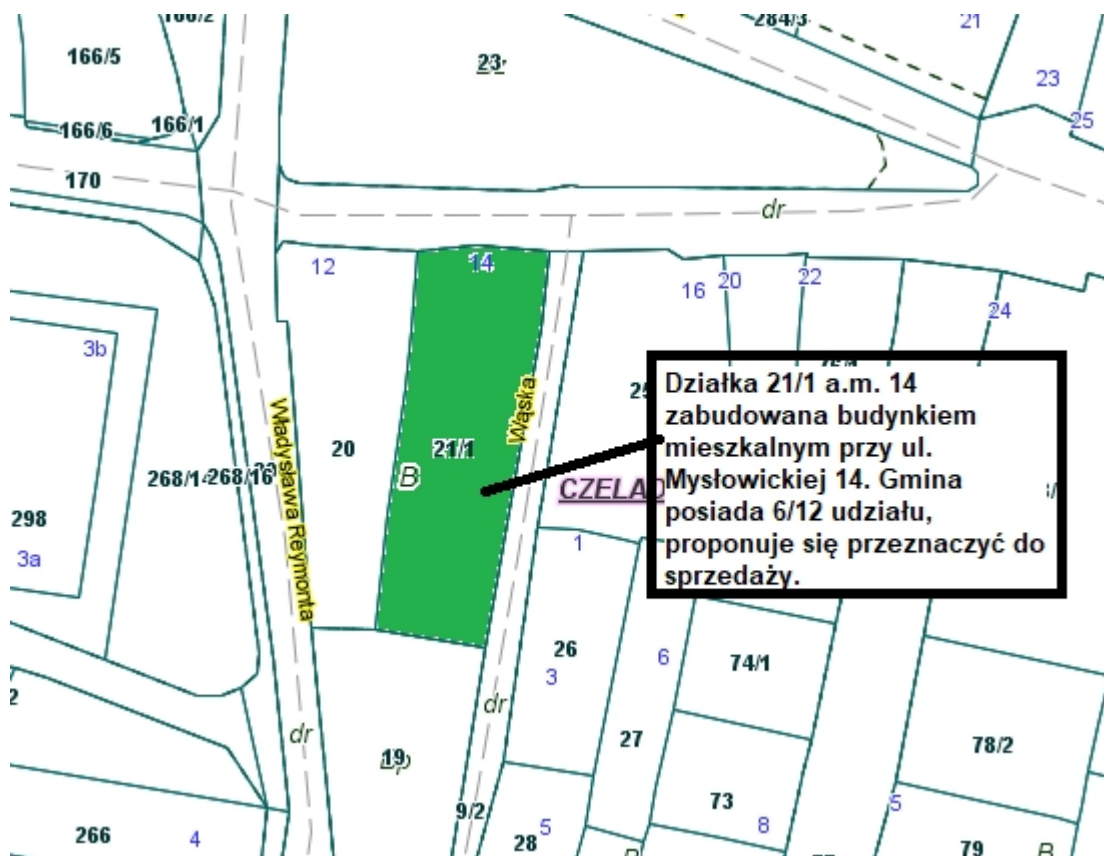 166/2
284/3
21
166/5
23
23
166/1
25
166/6
170
dr
12
14
16
20
22
24
3b
Działka 21/1 a.m. 14
zabudowana budynkiem
mieszkalnym przy ul.
Mysłowickiej 14. Gmina
posiada 6/12 udziału,
proponuje się przeznaczyć do
sprzedaży.
Wąska
Władysława Reymonta
20
21/1
B
268/14
268/16
CZELAD
298
3a
1
26
6
74/1
3
dr
dr
27
19
78/2
73
5
8
9/2
266
4
5
28
79
B